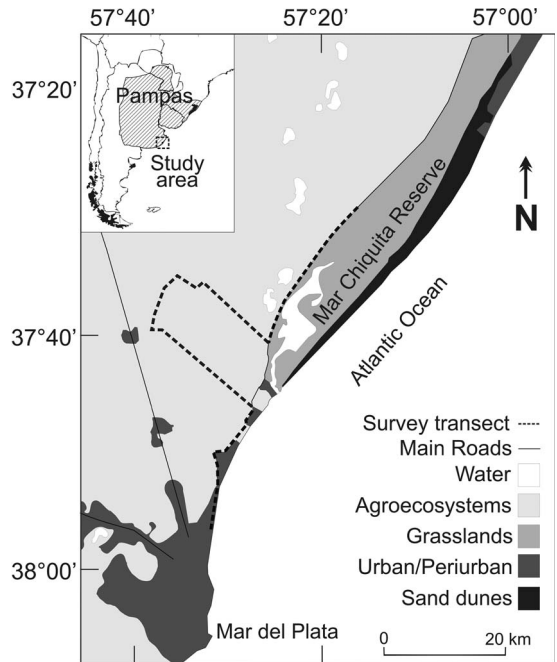 57°40' 57°20' 57°00'
37°20'
37°40'
38°00'
Pampas
Study
area
N
Mar Chiquita Reserve
Atlantic Ocean
Survey transect
Main Roads
Water
Agroecosystems
Grasslands
Urban/Periurban
Sand dunes
Mar del Plata
0 20 km